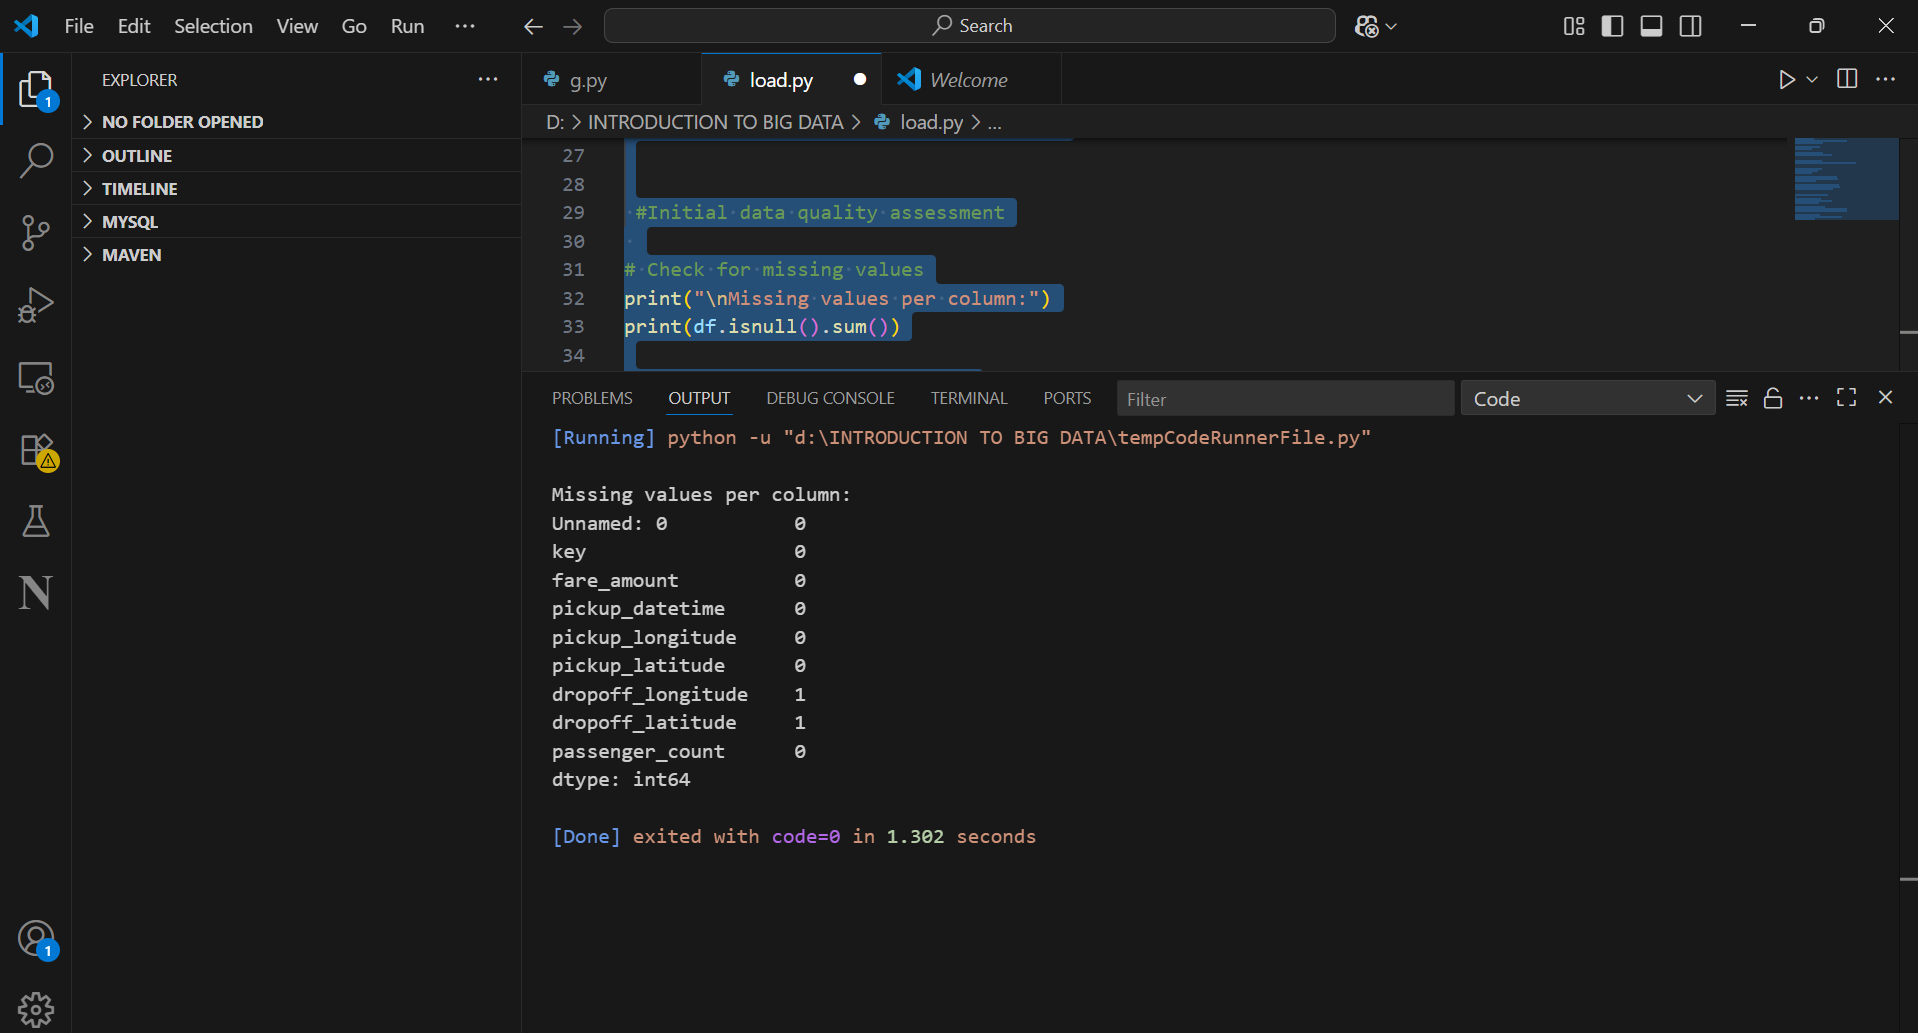 File Edit Selection View Go Run ···
Search
EXPLORER ···
NO FOLDER OPENED
OUTLINE
TIMELINE
MYSQL
MAVEN
1
N
1
g.py load.py Welcome
D: > INTRODUCTION TO BIG DATA > load.py > ...
27
28
29 #Initial·data·quality·assessment
30 ·
31 #·Check·for·missing·values
32 print("\nMissing·values·per·column:")
33 print(df.isnull().sum())
34
PROBLEMS OUTPUT DEBUG CONSOLE TERMINAL PORTS Filter Code ···
[Running] python -u "d:\INTRODUCTION TO BIG DATA\tempCodeRunnerFile.py"
Missing values per column:
Unnamed: 0 0
key 0
fare_amount 0
pickup_datetime 0
pickup_longitude 0
pickup_latitude 0
dropoff_longitude 1
dropoff_latitude 1
passenger_count 0
dtype: int64
[Done] exited with code=0 in 1.302 seconds